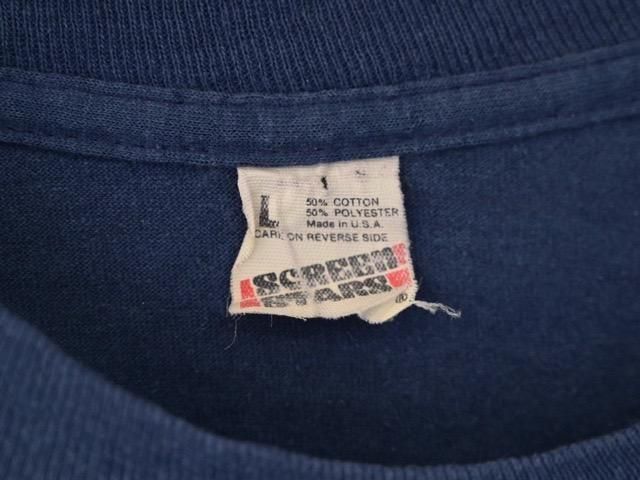 L
50% COTTON
50% POLYESTER
Made in U.S.A.
CARE ON REVERSE SIDE
SCREEN
STARS
®